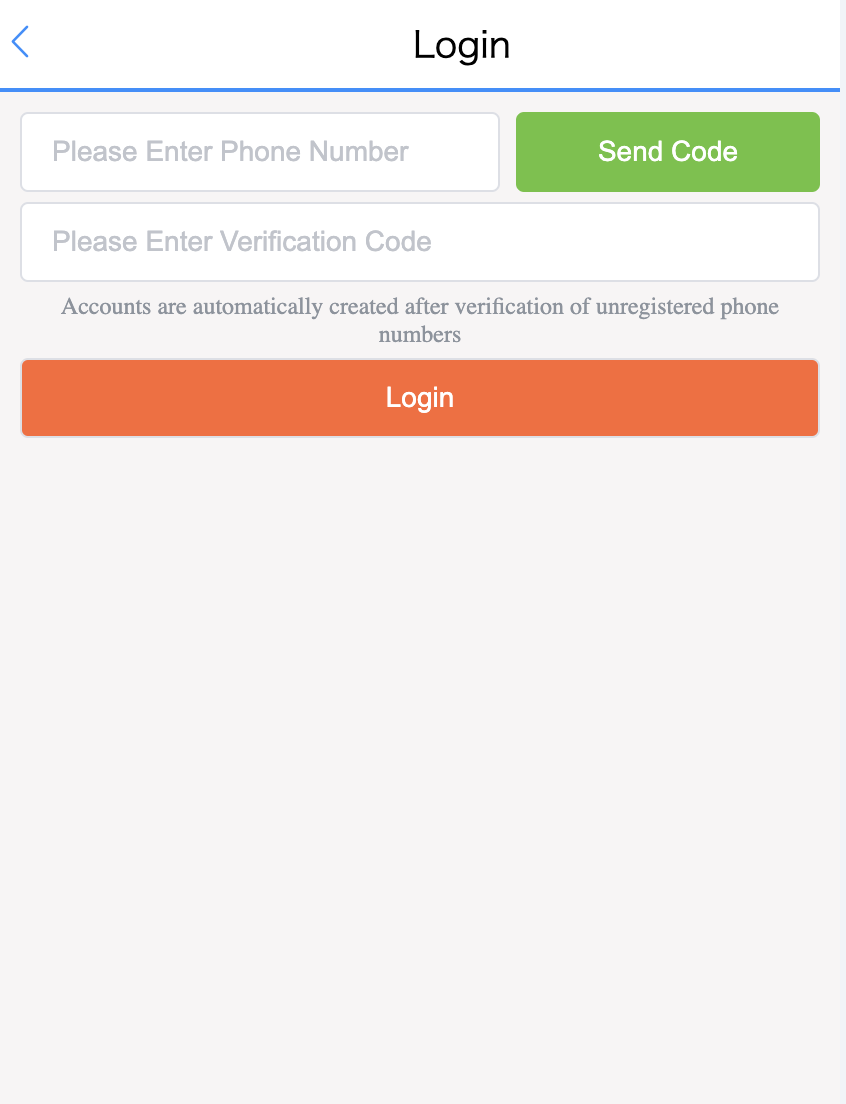 Login
Please Enter Phone Number
Send Code
Please Enter Verification Code
Accounts are automatically created after verification of unregistered phone
numbers
Login